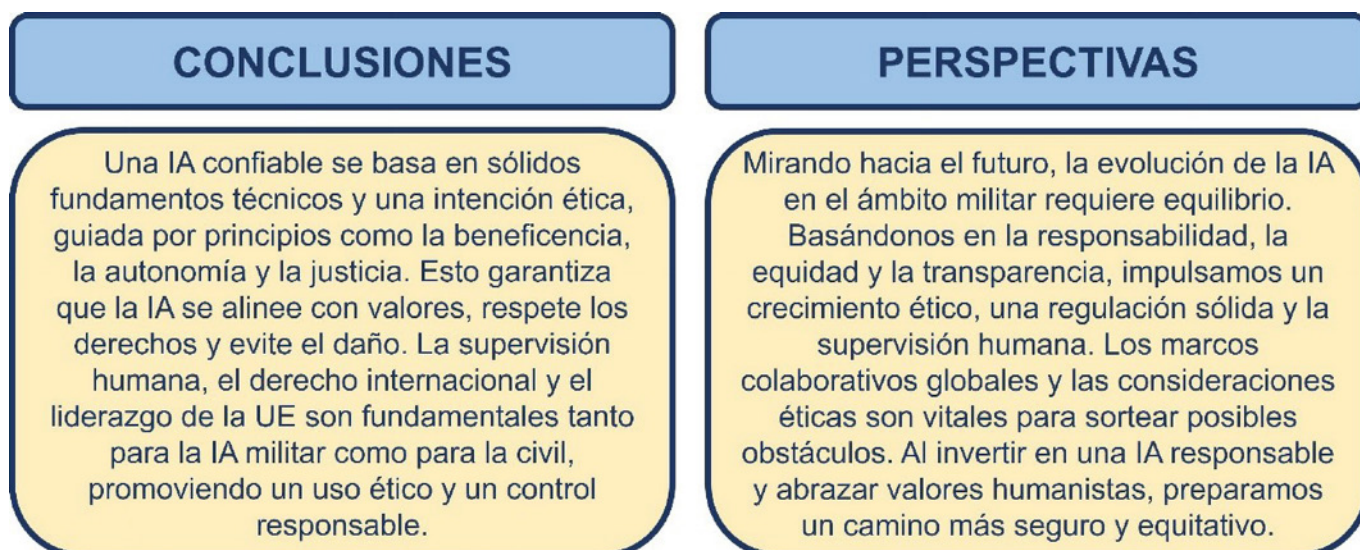 CONCLUSIONES
Una IA confiable se basa en sólidos
fundamentos técnicos y una intención ética,
guiada por principios como la beneficencia,
la autonomía y la justicia. Esto garantiza
que la IA se alinee con valores, respete los
derechos y evite el daño. La supervisión
humana, el derecho internacional y el
liderazgo de la UE son fundamentales tanto
para la IA militar como para la civil,
promoviendo un uso ético y un control
responsable.
PERSPECTIVAS
Mirando hacia el futuro, la evolución de la IA
en el ámbito militar requiere equilibrio.
Basándonos en la responsabilidad, la
equidad y la transparencia, impulsamos un
crecimiento ético, una regulación sólida y la
supervisión humana. Los marcos
colaborativos globales y las consideraciones
éticas son vitales para sortear posibles
obstáculos. Al invertir en una IA responsable
y abrazar valores humanistas, preparamos
un camino más seguro y equitativo.